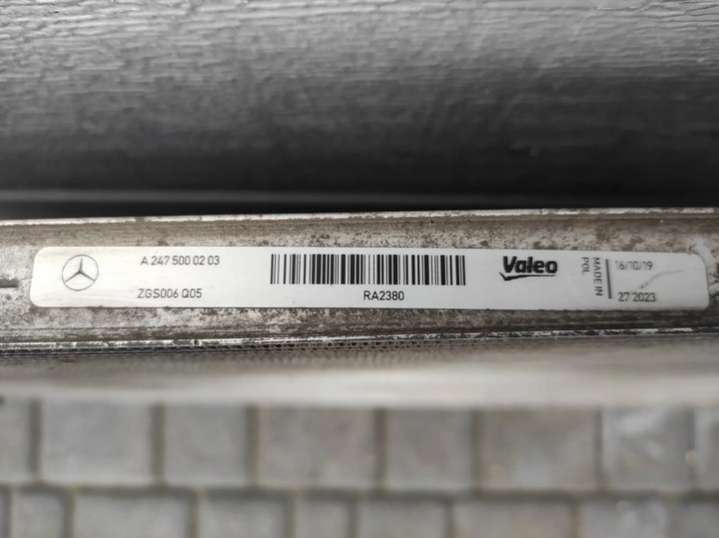 A 247 500 02 03
ZGS006 Q05
RA2380
Valeo
MADE IN
POL
16/10/19
27 2023